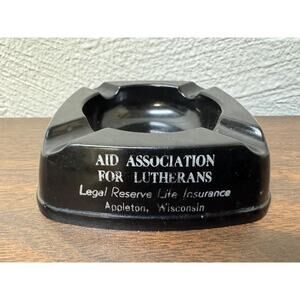 AID ASSOCIATION
FOR LUTHERANS
Legal Reserve Life Insurance
Appleton, Wisconsin